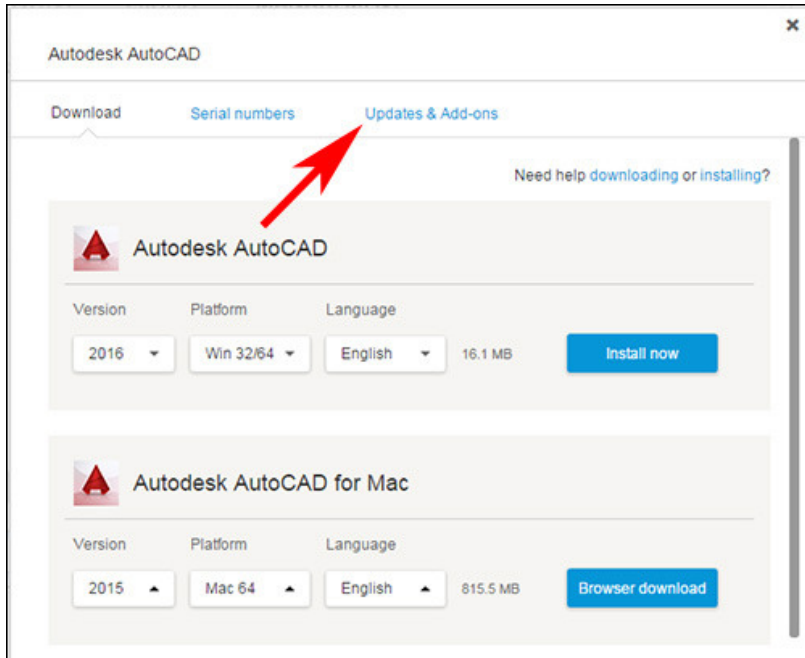 Autodesk AutoCAD
Download Serial numbers Updates & Add-ons
Need help downloading or installing?
Autodesk AutoCAD
Version Platform Language
2016 Win 32/64 English 16.1 MB Install now
Autodesk AutoCAD for Mac
Version Platform Language
2015 Mac 64 English 815.5 MB Browser download